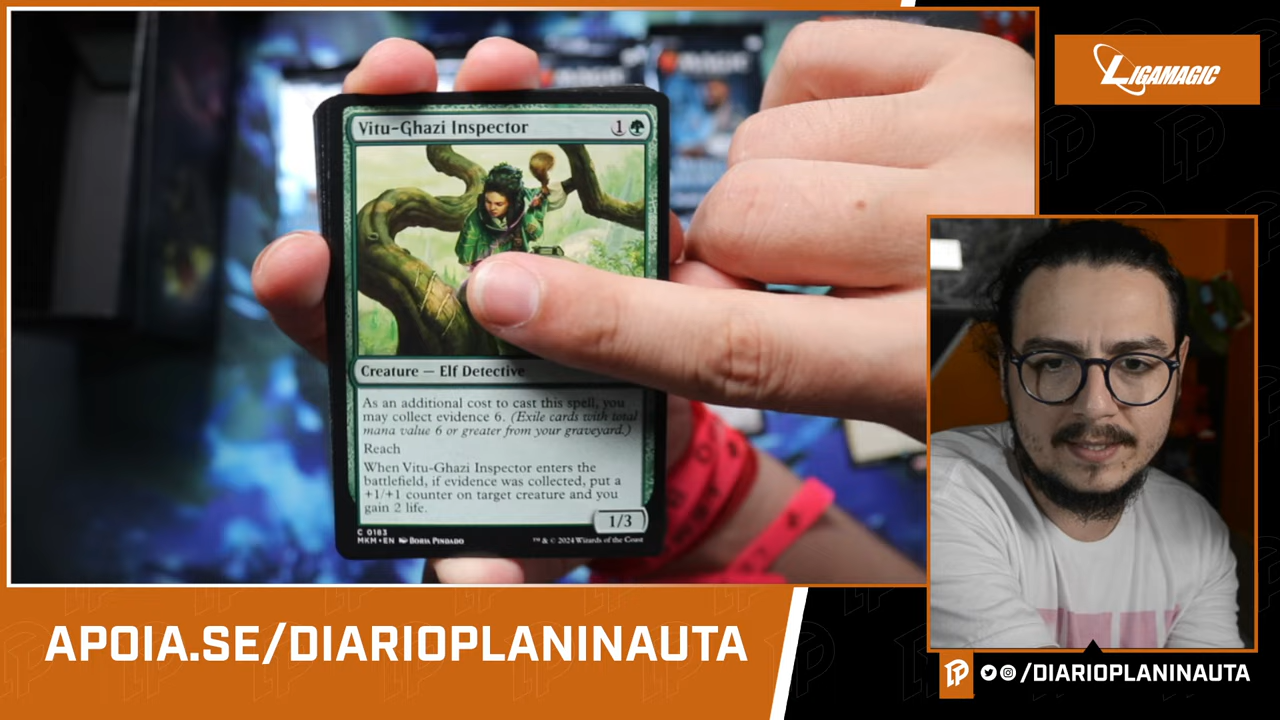 MAGIC
Vitu-Ghazi Inspector
1
Creature — Elf Detective
As an additional cost to cast this spell, you
may collect evidence 6. (Exile cards with total
mana value 6 or greater from your graveyard.)
Reach
When Vitu-Ghazi Inspector enters the
battlefield, if evidence was collected, put a
+1/+1 counter on target creature and you
gain 2 life.
1/3
C 0183
MKM • EN Borja Pindado
™ & © 2024 Wizards of the Coast
LIGAMAGIC
APOIA.SE/DIARIOPLANINAUTA
/DIARIOPLANINAUTA